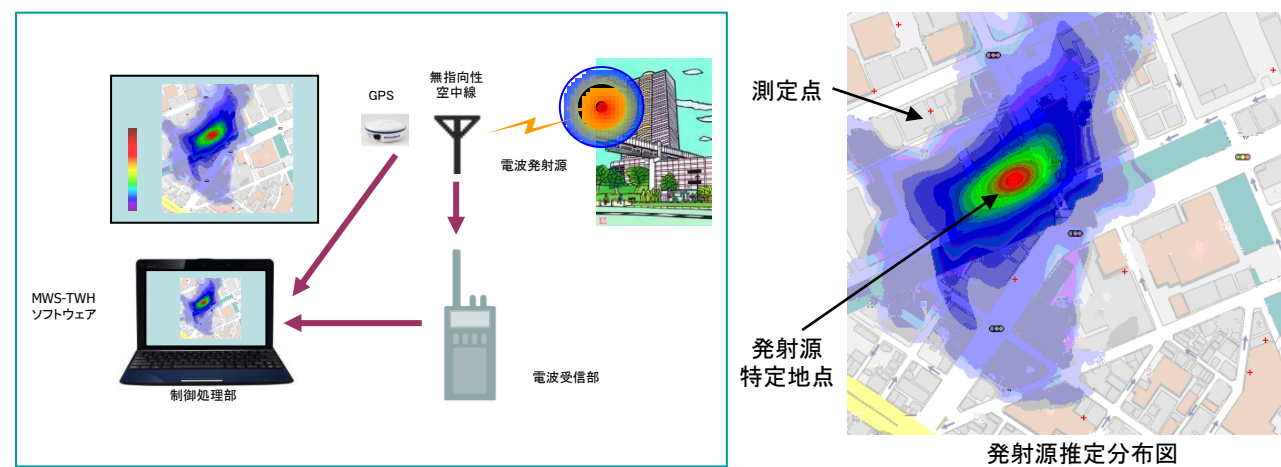 GPS
無指向性
空中線
電波発射源
MWS-TWH
ソフトウェア
制御処理部
電波受信部
測定点
発射源
特定地点
発射源推定分布図